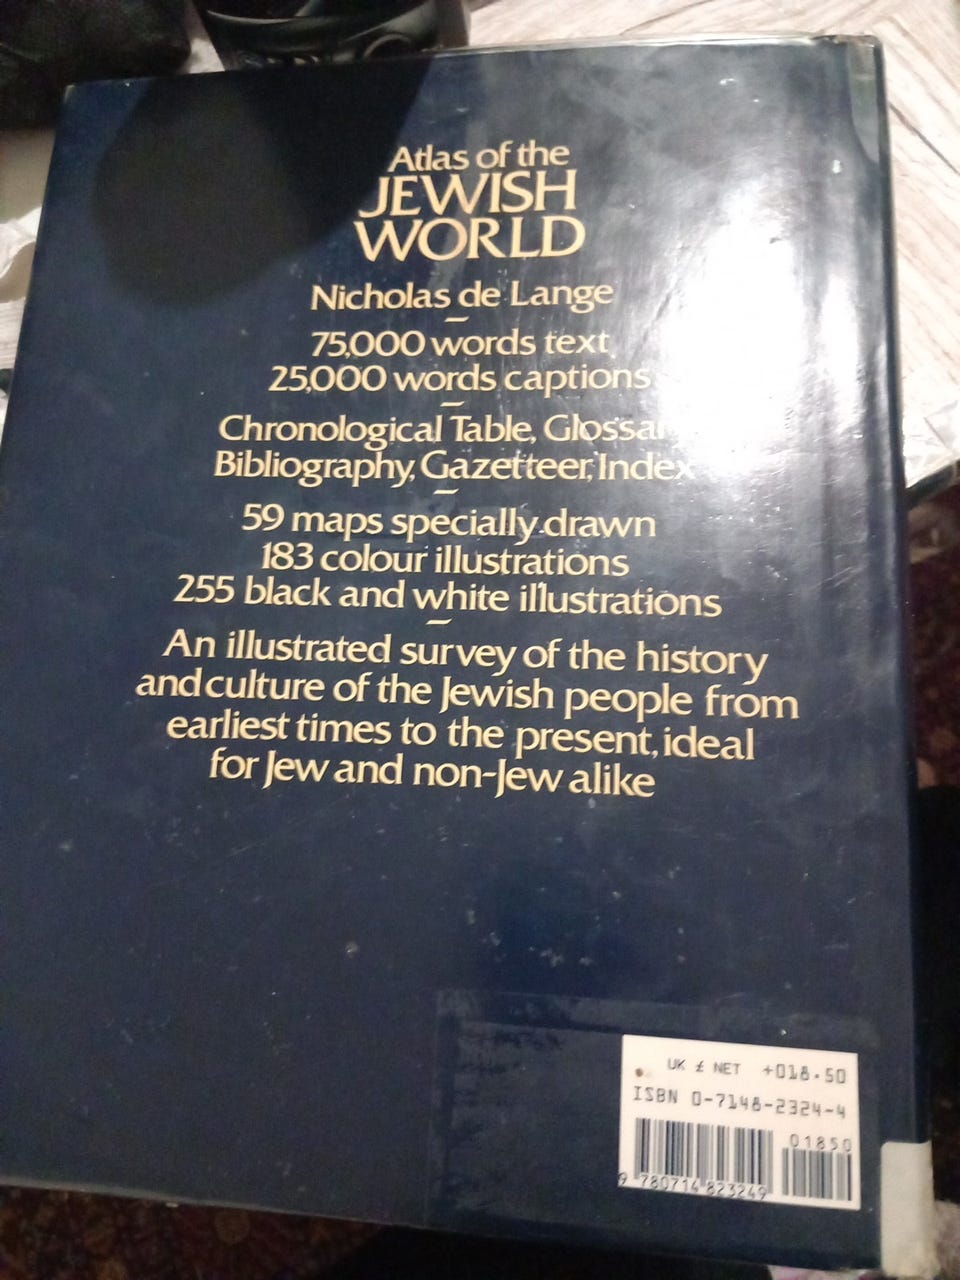 Atlas of the
JEWISH
WORLD
Nicholas de Lange
75,000 words text
25,000 words captions
Chronological Table,
Bibliography, Gazetteer, Index
59 maps specially drawn
183 colour illustrations
255 black and white illustrations
An illustrated survey of the history
and culture of the Jewish people from
earliest times to the present, ideal
for Jew and non-Jew alike
UK £ NET +018.50
ISBN 0-7148-2324-4
01850
9 780714 823249